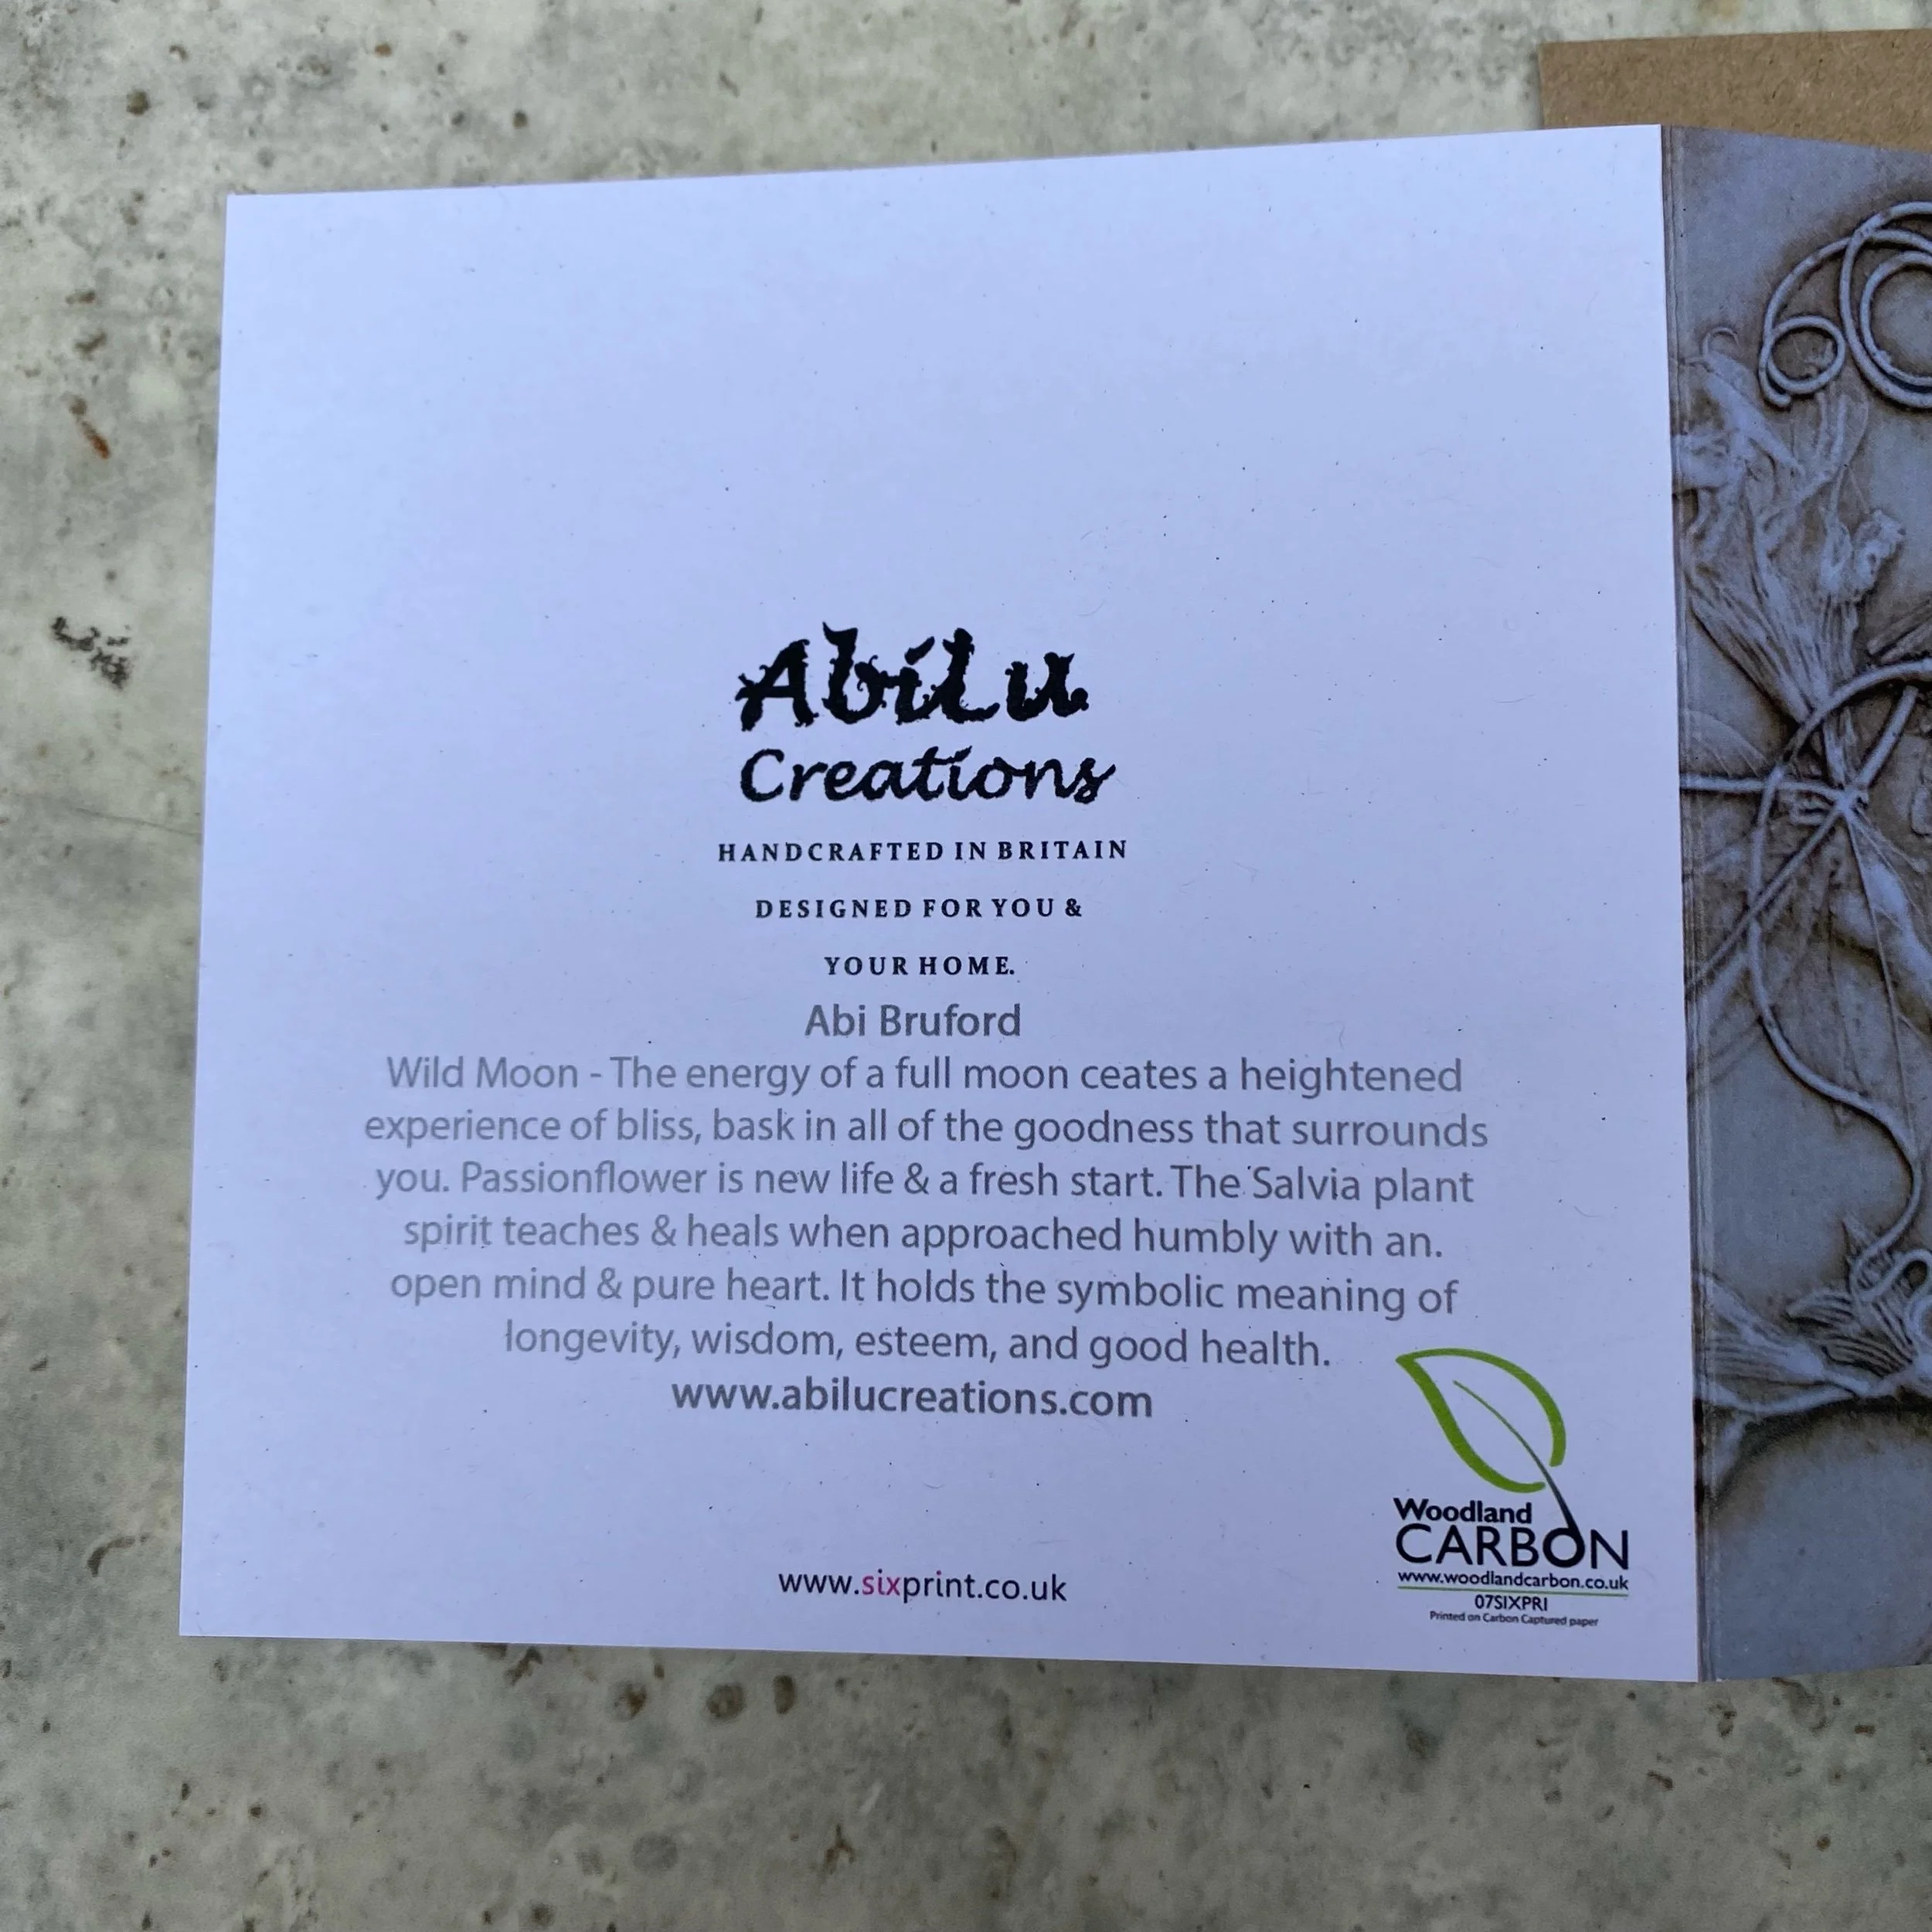 AbiLu
Creations
HANDCRAFTED IN BRITAIN
DESIGNED FOR YOU &
YOUR HOME.
Abi Bruford
Wild Moon - The energy of a full moon ceates a heightened
experience of bliss, bask in all of the goodness that surrounds
you. Passionflower is new life & a fresh start. The Salvia plant
spirit teaches & heals when approached humbly with an.
open mind & pure heart. It holds the symbolic meaning of
longevity, wisdom, esteem, and good health.
www.abilucreations.com
www.sixprint.co.uk
Woodland
CARBON
www.woodlandcarbon.co.uk
07SIXPRI
Printed on Carbon Captured paper